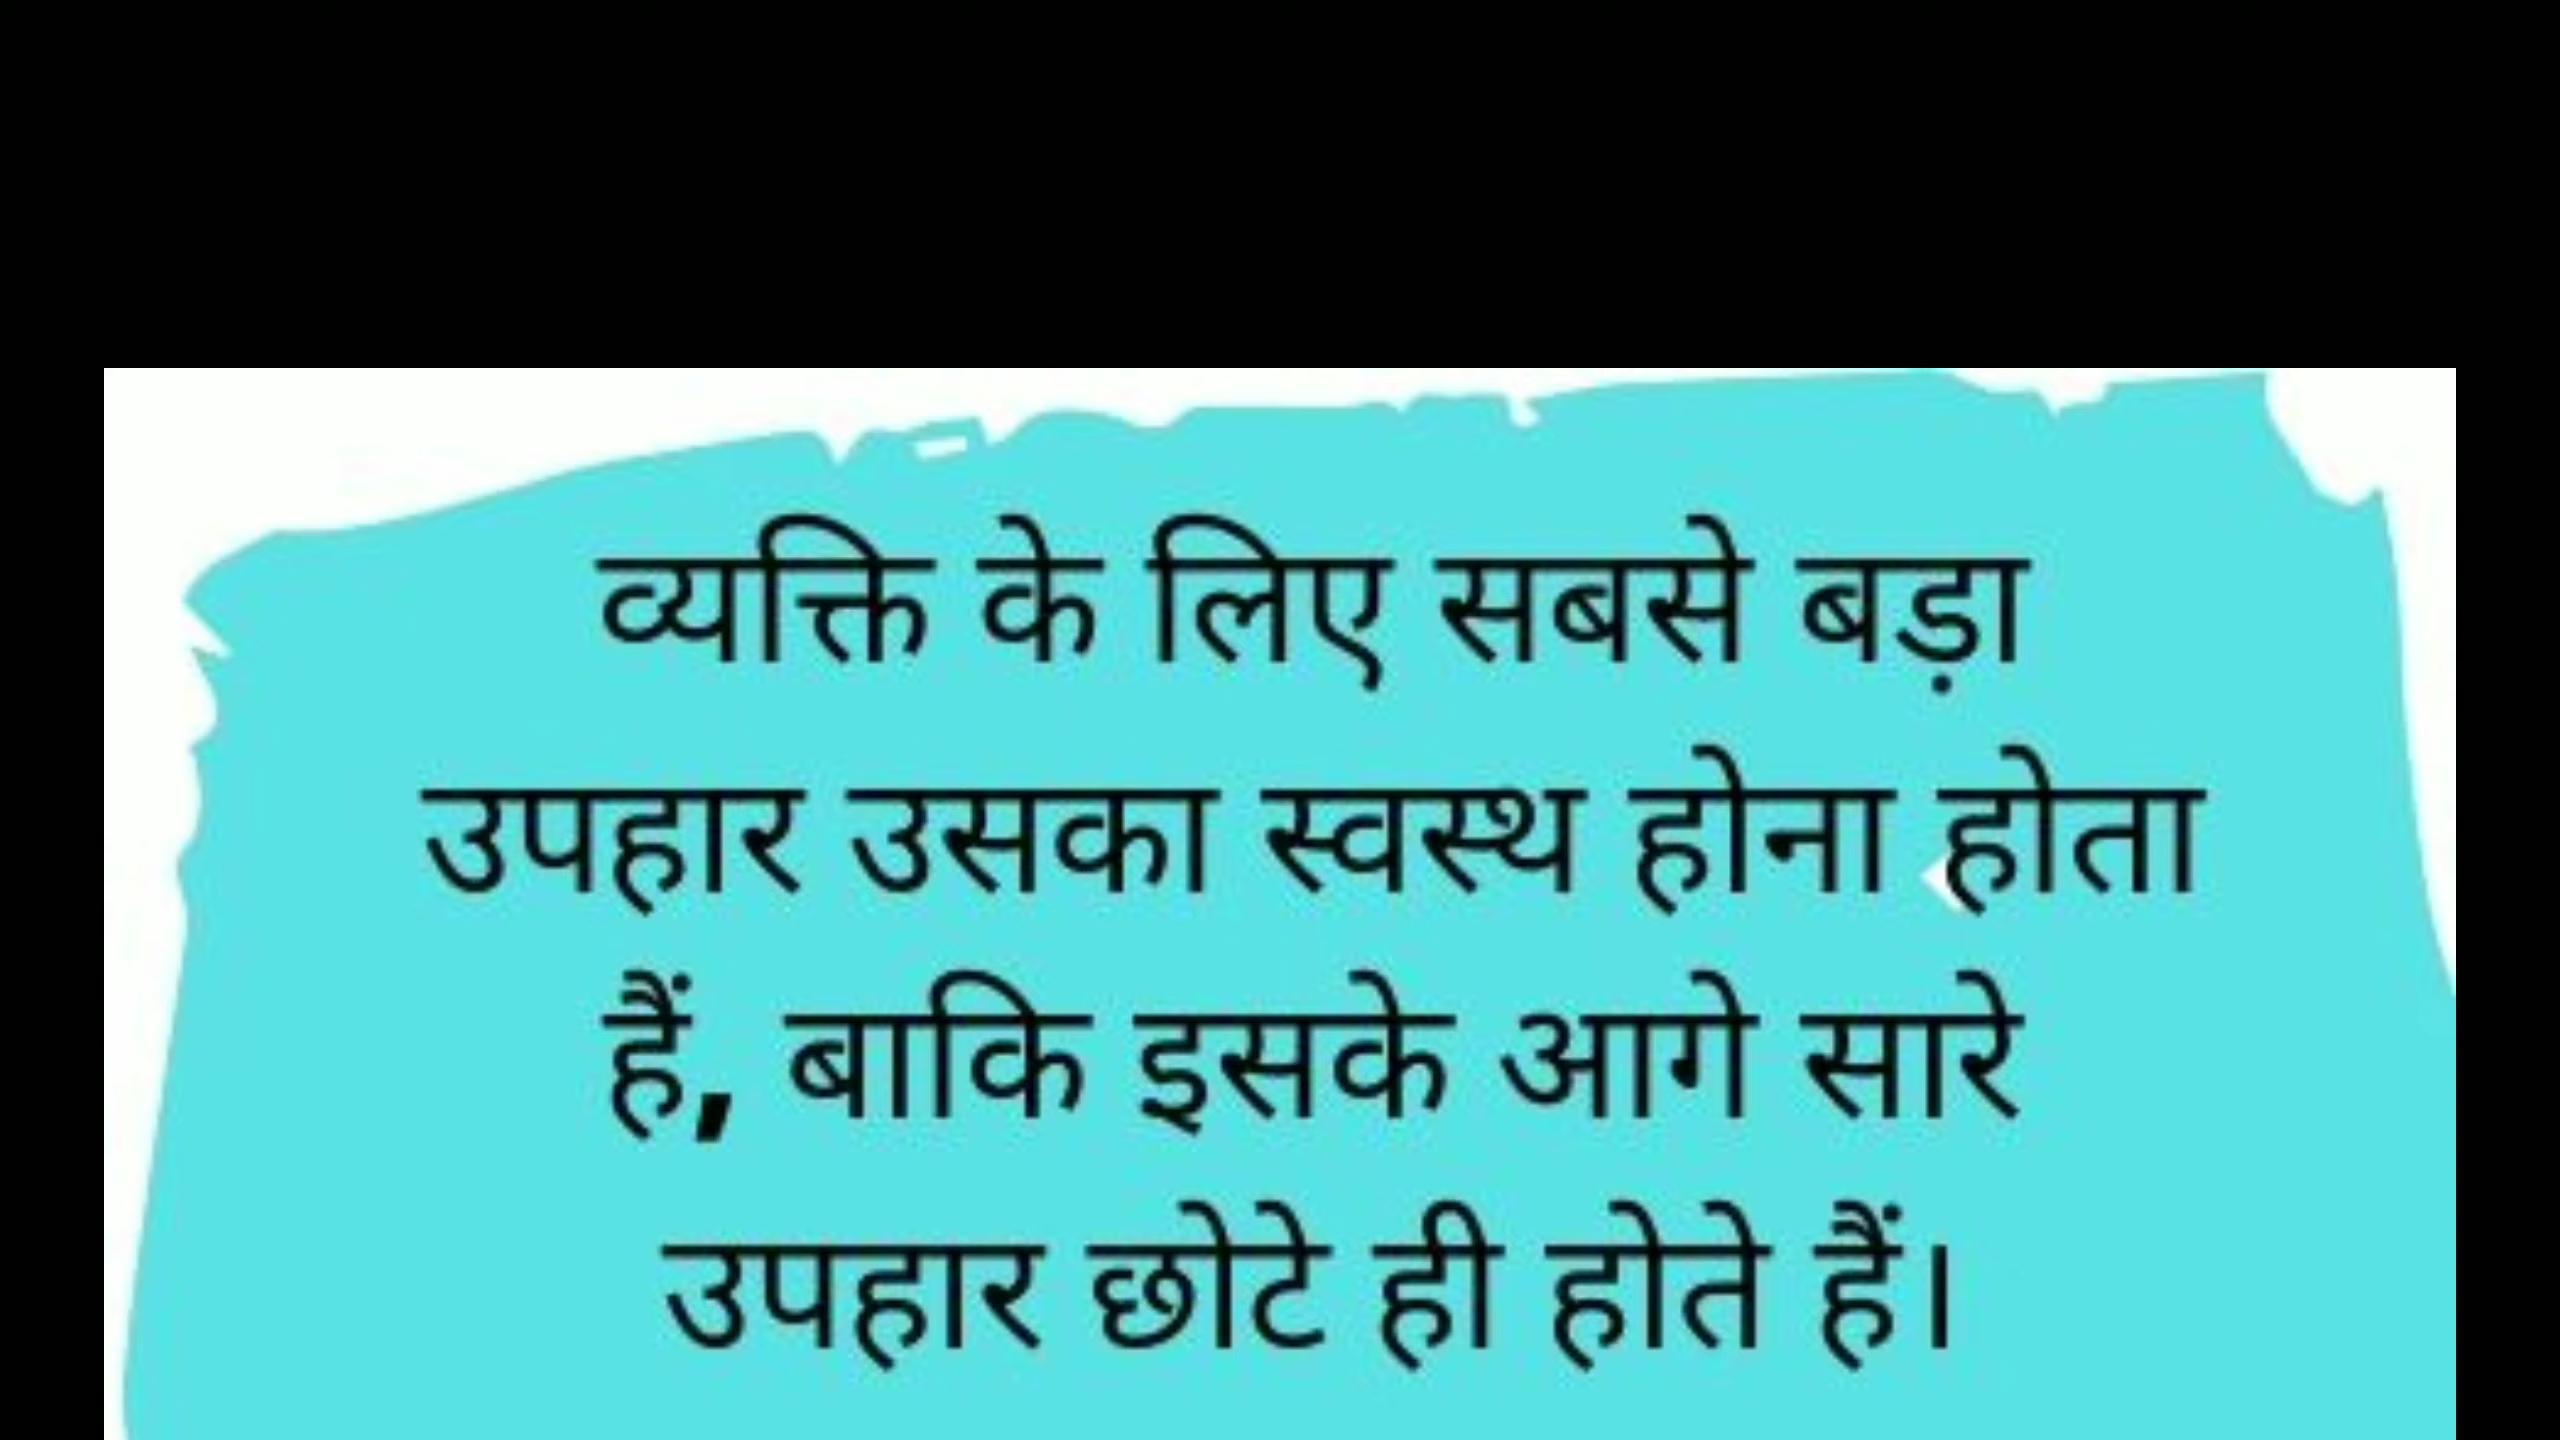 व्यक्ति के लिए सबसे बड़ा
उपहार उसका स्वस्थ होना होता
हैं, बाकि इसके आगे सारे
उपहार छोटे ही होते हैं।